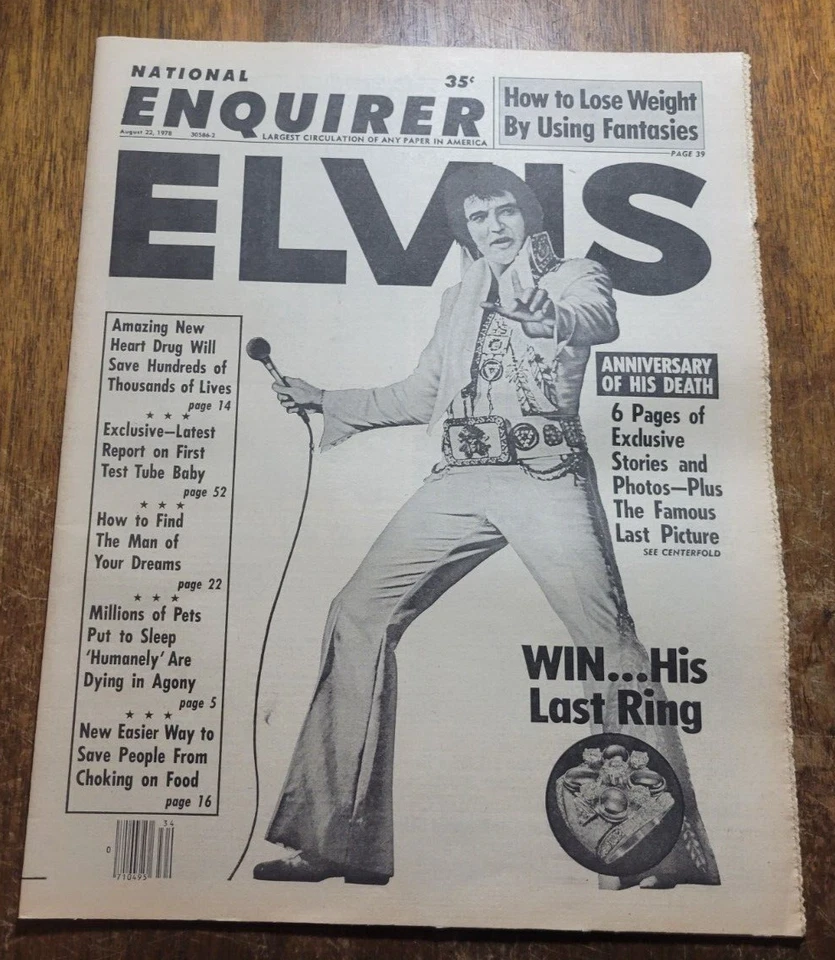 NATIONAL
ENQUIRER
35¢
August 22, 1978 30586-2 LARGEST CIRCULATION OF ANY PAPER IN AMERICA
How to Lose Weight
By Using Fantasies
PAGE 39
ELVIS
Amazing New
Heart Drug Will
Save Hundreds of
Thousands of Lives
page 14
★ ★ ★
Exclusive—Latest
Report on First
Test Tube Baby
page 52
★ ★ ★
How to Find
The Man of
Your Dreams
page 22
★ ★ ★
Millions of Pets
Put to Sleep
'Humanely' Are
Dying in Agony
page 5
★ ★ ★
New Easier Way to
Save People From
Choking on Food
page 16
ANNIVERSARY
OF HIS DEATH
6 Pages of
Exclusive
Stories and
Photos—Plus
The Famous
Last Picture
SEE CENTERFOLD
WIN...His
Last Ring
34
0
710495